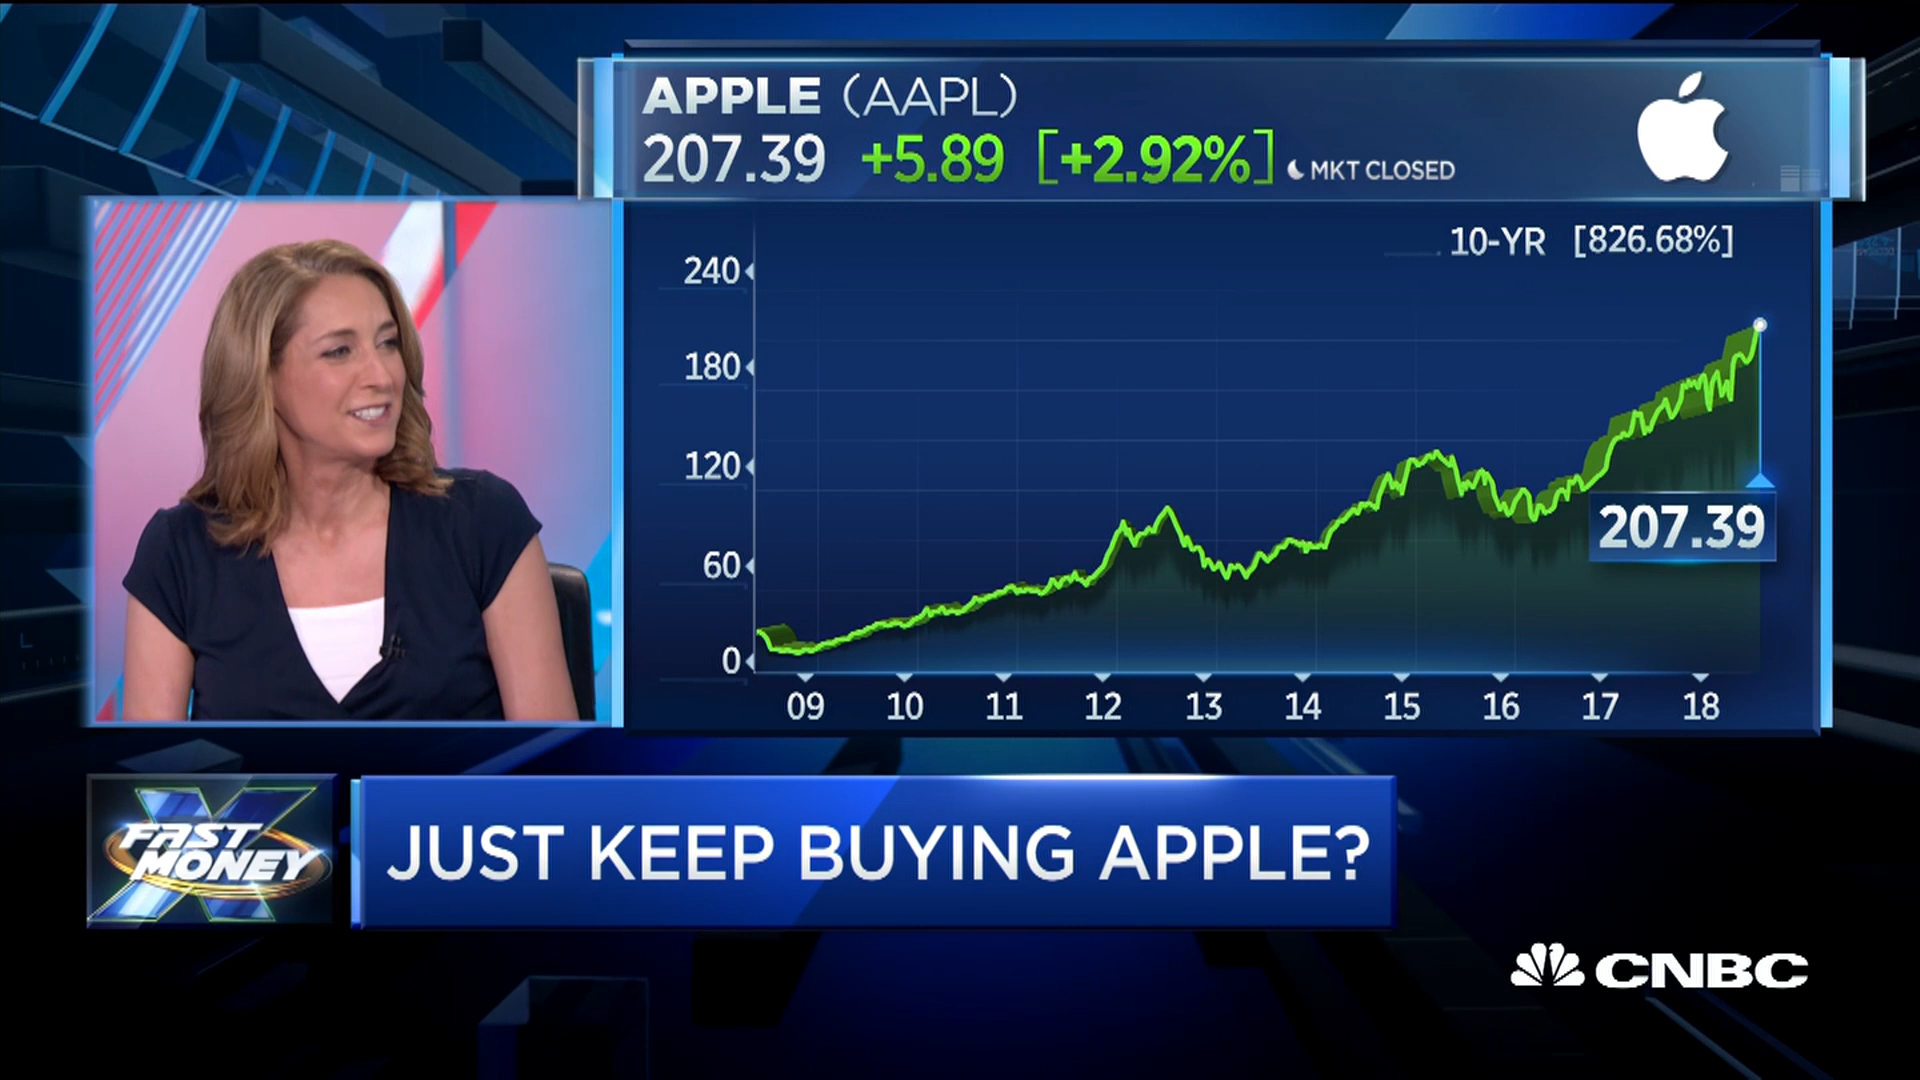 APPLE (AAPL)
207.39 +5.89 [+2.92%] MKT CLOSED
10-YR [826.68%]
240
180
120
60
0
207.39
09 10 11 12 13 14 15 16 17 18
FAST
MONEY
JUST KEEP BUYING APPLE?
CNBC